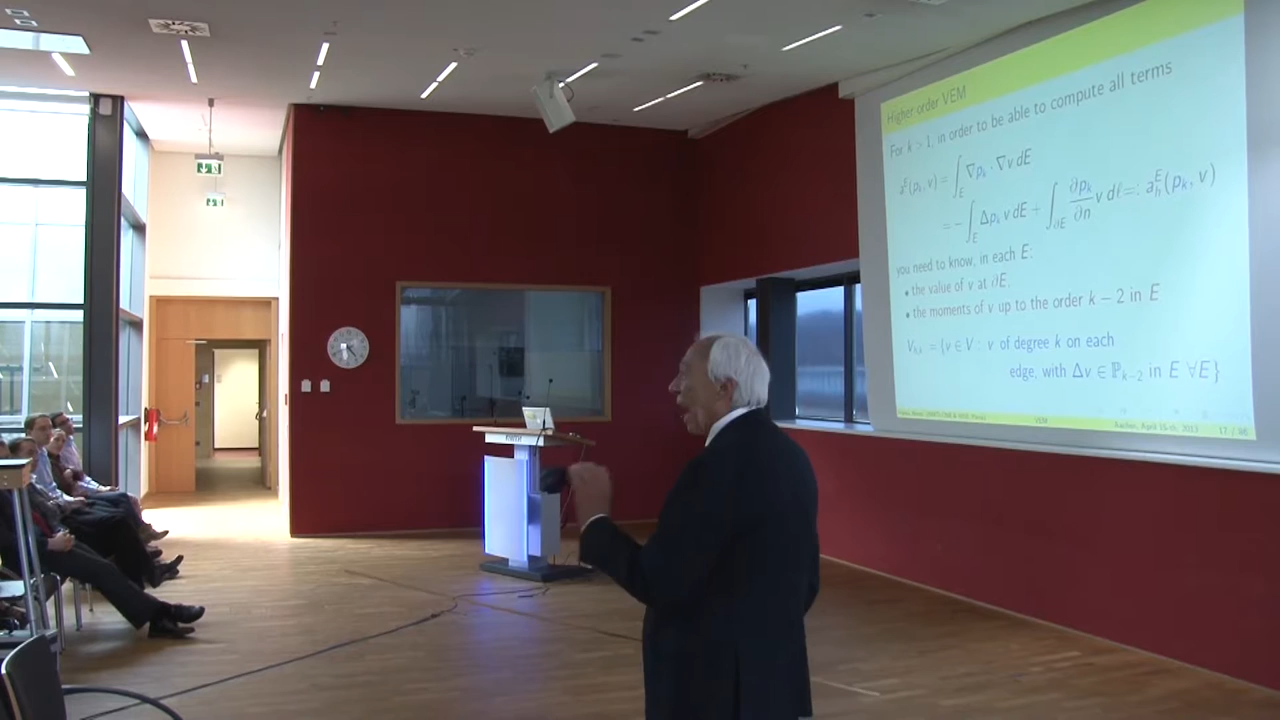 Higher order VEM
For k > 1, in order to be able to compute all terms
a^E(p_k, v) = ∫_E ∇p_k · ∇v dE
= − ∫_E Δp_k v dE + ∫_∂E ∂p_k/∂n v dℓ =: a_h^E(p_k, v)
you need to know, in each E:
• the value of v at ∂E,
• the moments of v up to the order k − 2 in E
V_{h,k} = {v ∈ V : v of degree k on each
edge, with Δv ∈ ℙ_{k−2} in E ∀E}
VEM
Aachen, April 15-th, 2013
17 / 46